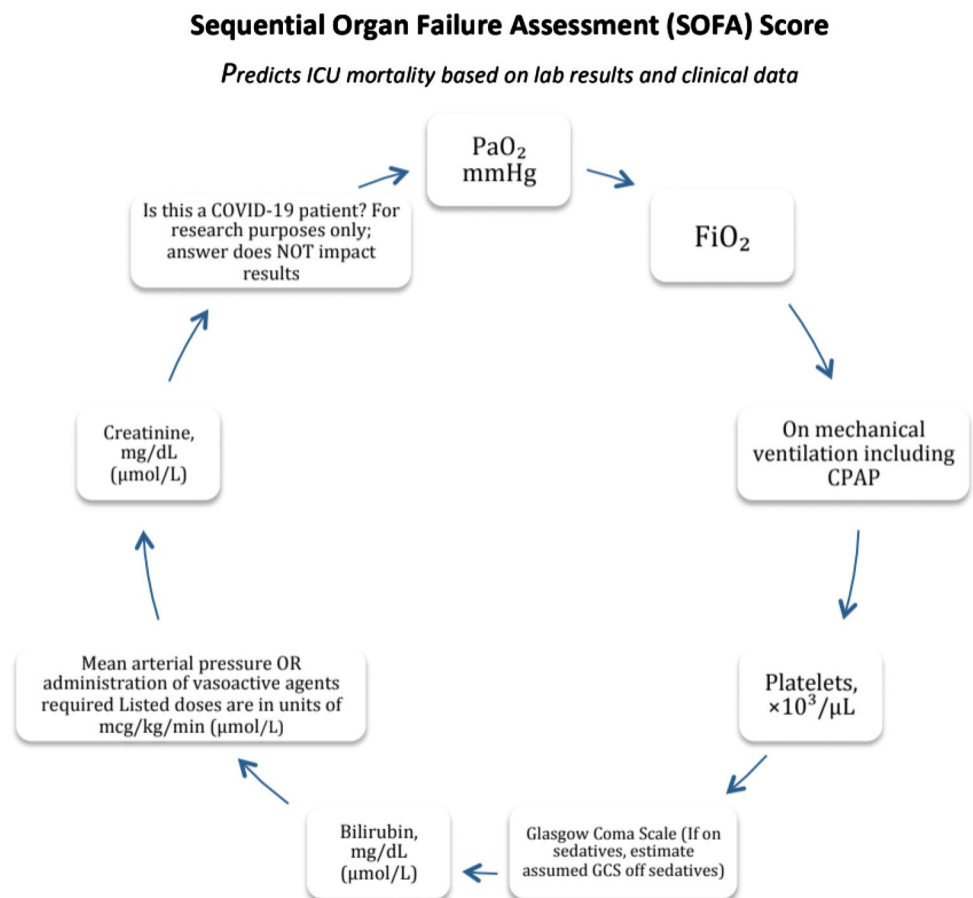 Sequential Organ Failure Assessment (SOFA) Score
Predicts ICU mortality based on lab results and clinical data
PaO₂
mmHg
FiO₂
On mechanical
ventilation including
CPAP
Platelets,
×10³/µL
Glasgow Coma Scale (If on
sedatives, estimate
assumed GCS off sedatives)
Bilirubin,
mg/dL
(µmol/L)
Mean arterial pressure OR
administration of vasoactive agents
required Listed doses are in units of
mcg/kg/min (µmol/L)
Creatinine,
mg/dL
(µmol/L)
Is this a COVID-19 patient? For
research purposes only;
answer does NOT impact
results